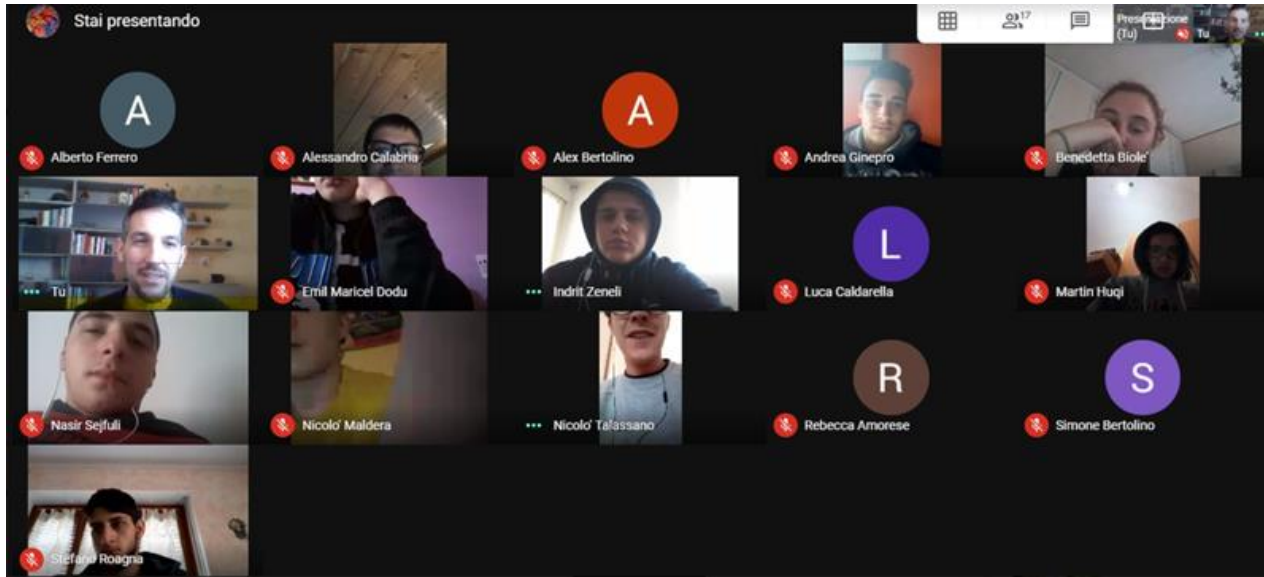 Stai presentando
17
Presentazione
(Tu)
Tu
A
Alberto Ferrero
Alessandro Calabria
A
Alex Bertolino
Andrea Ginepro
Benedetta Biole'
Tu
Emil Maricel Dodu
Indrit Zeneli
L
Luca Caldarella
Martin Huqi
Nasir Sejfuli
Nicolo' Maldera
Nicolo' Talassano
R
Rebecca Amorese
S
Simone Bertolino
Stefano Roagna